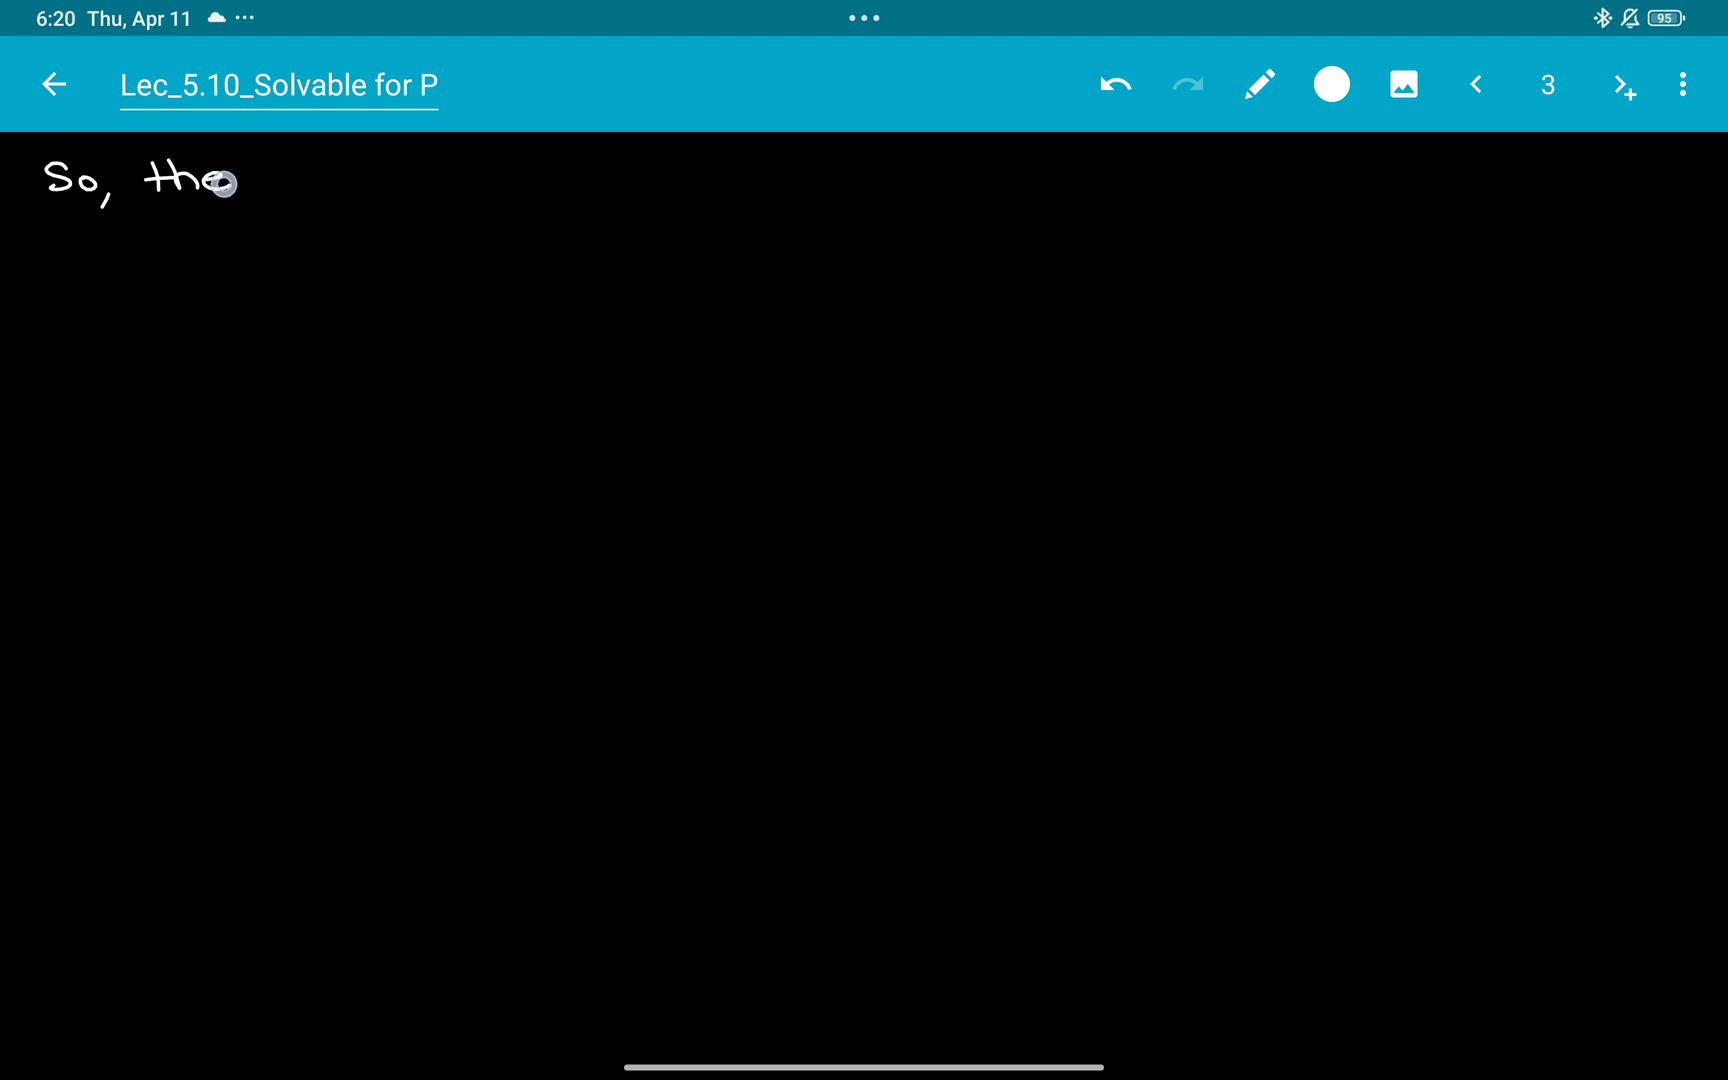 6:20 Thu, Apr 11 95
Lec_5.10_Solvable for P 3
So, the